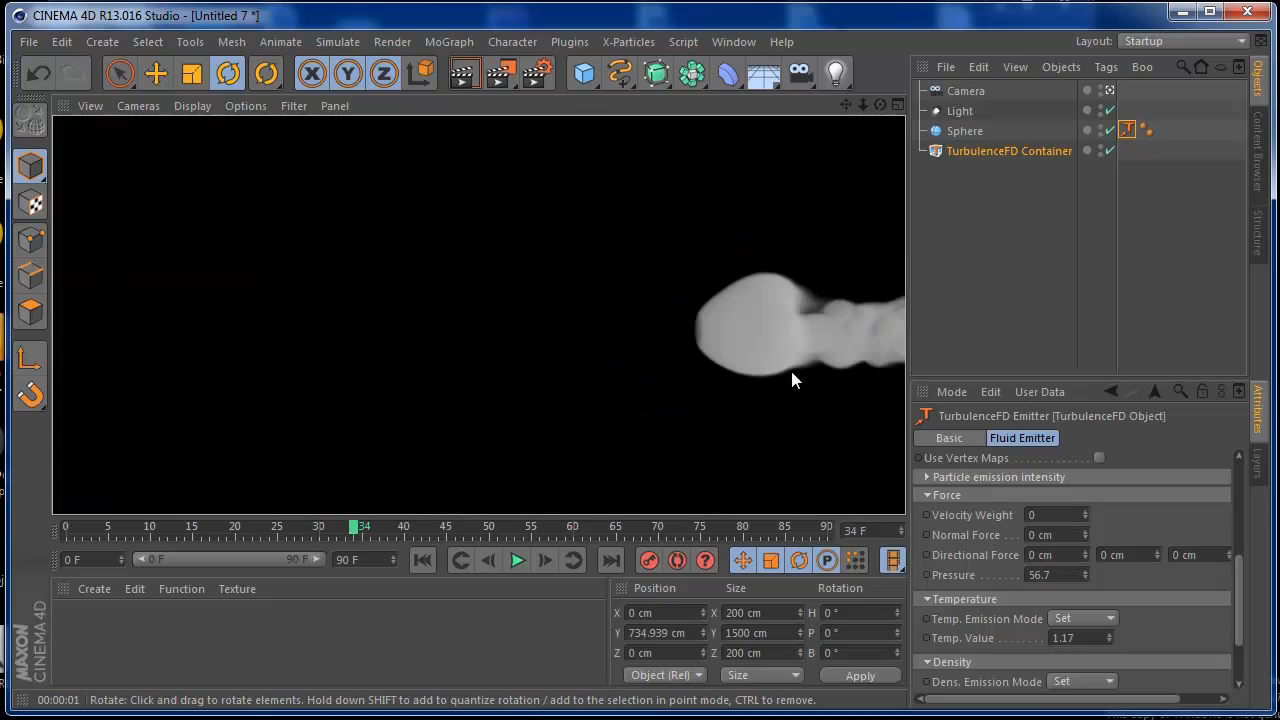 CINEMA 4D R13.016 Studio - [Untitled 7 *]
File Edit Create Select Tools Mesh Animate Simulate Render MoGraph Character Plugins X-Particles Script Window Help Layout: Startup
File Edit View Objects Tags Boo
View Cameras Display Options Filter Panel
Camera
Light
Sphere
TurbulenceFD Container
Objects
Content Browser
Structure
Mode Edit User Data
TurbulenceFD Emitter [TurbulenceFD Object]
Basic Fluid Emitter
Use Vertex Maps
Particle emission intensity
Force
Velocity Weight 0
Normal Force 0 cm
Directional Force 0 cm 0 cm 0 cm
Pressure 56.7
Temperature
Temp. Emission Mode Set
Temp. Value 1.17
Density
Dens. Emission Mode Set
Attributes
Layers
0 5 10 15 20 25 30 34 40 45 50 55 60 65 70 75 80 85 90 34 F
0 F 0 F 90 F 90 F
Create Edit Function Texture
Position Size Rotation
X 0 cm X 200 cm H 0 °
Y 734.939 cm Y 1500 cm P 0 °
Z 0 cm Z 200 cm B 0 °
Object (Rel) Size Apply
MAXON CINEMA 4D
00:00:01 Rotate: Click and drag to rotate elements. Hold down SHIFT to add to quantize rotation / add to the selection in point mode, CTRL to remove.